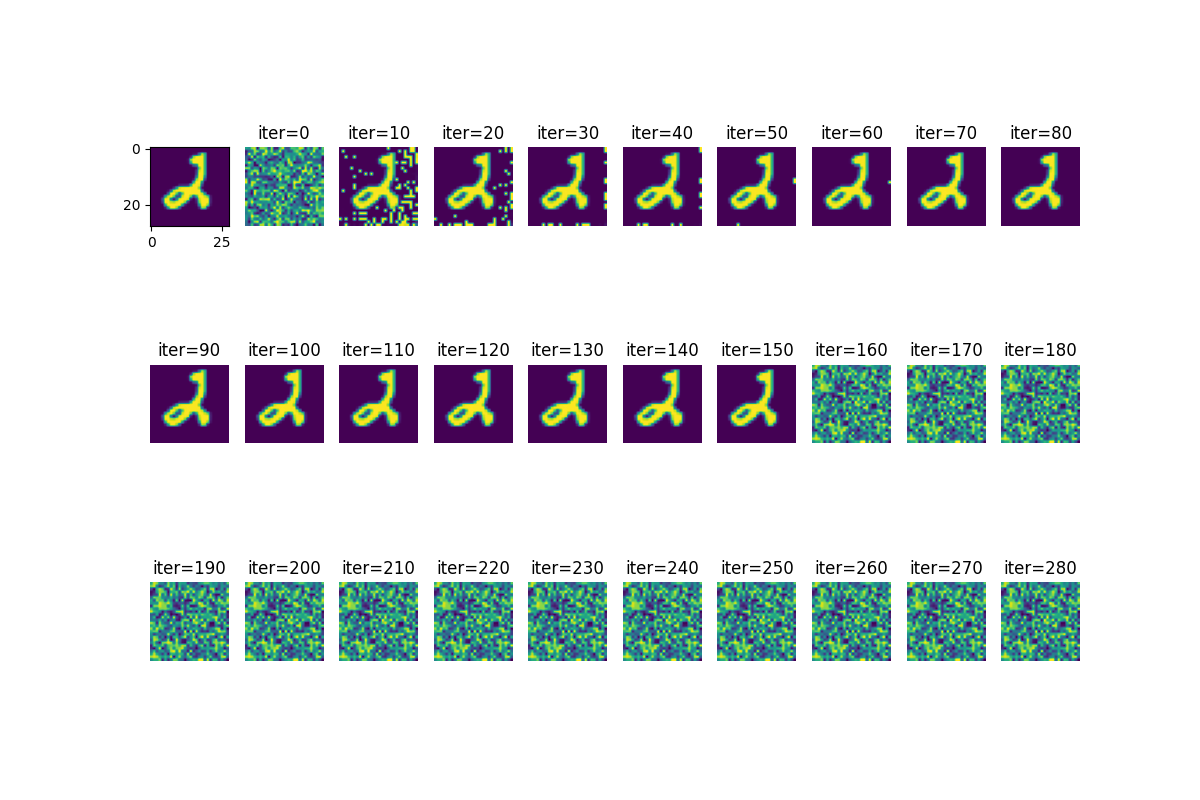 iter=0 iter=10 iter=20 iter=30 iter=40 iter=50 iter=60 iter=70 iter=80
0
20
0 25
iter=90 iter=100 iter=110 iter=120 iter=130 iter=140 iter=150 iter=160 iter=170 iter=180
iter=190 iter=200 iter=210 iter=220 iter=230 iter=240 iter=250 iter=260 iter=270 iter=280